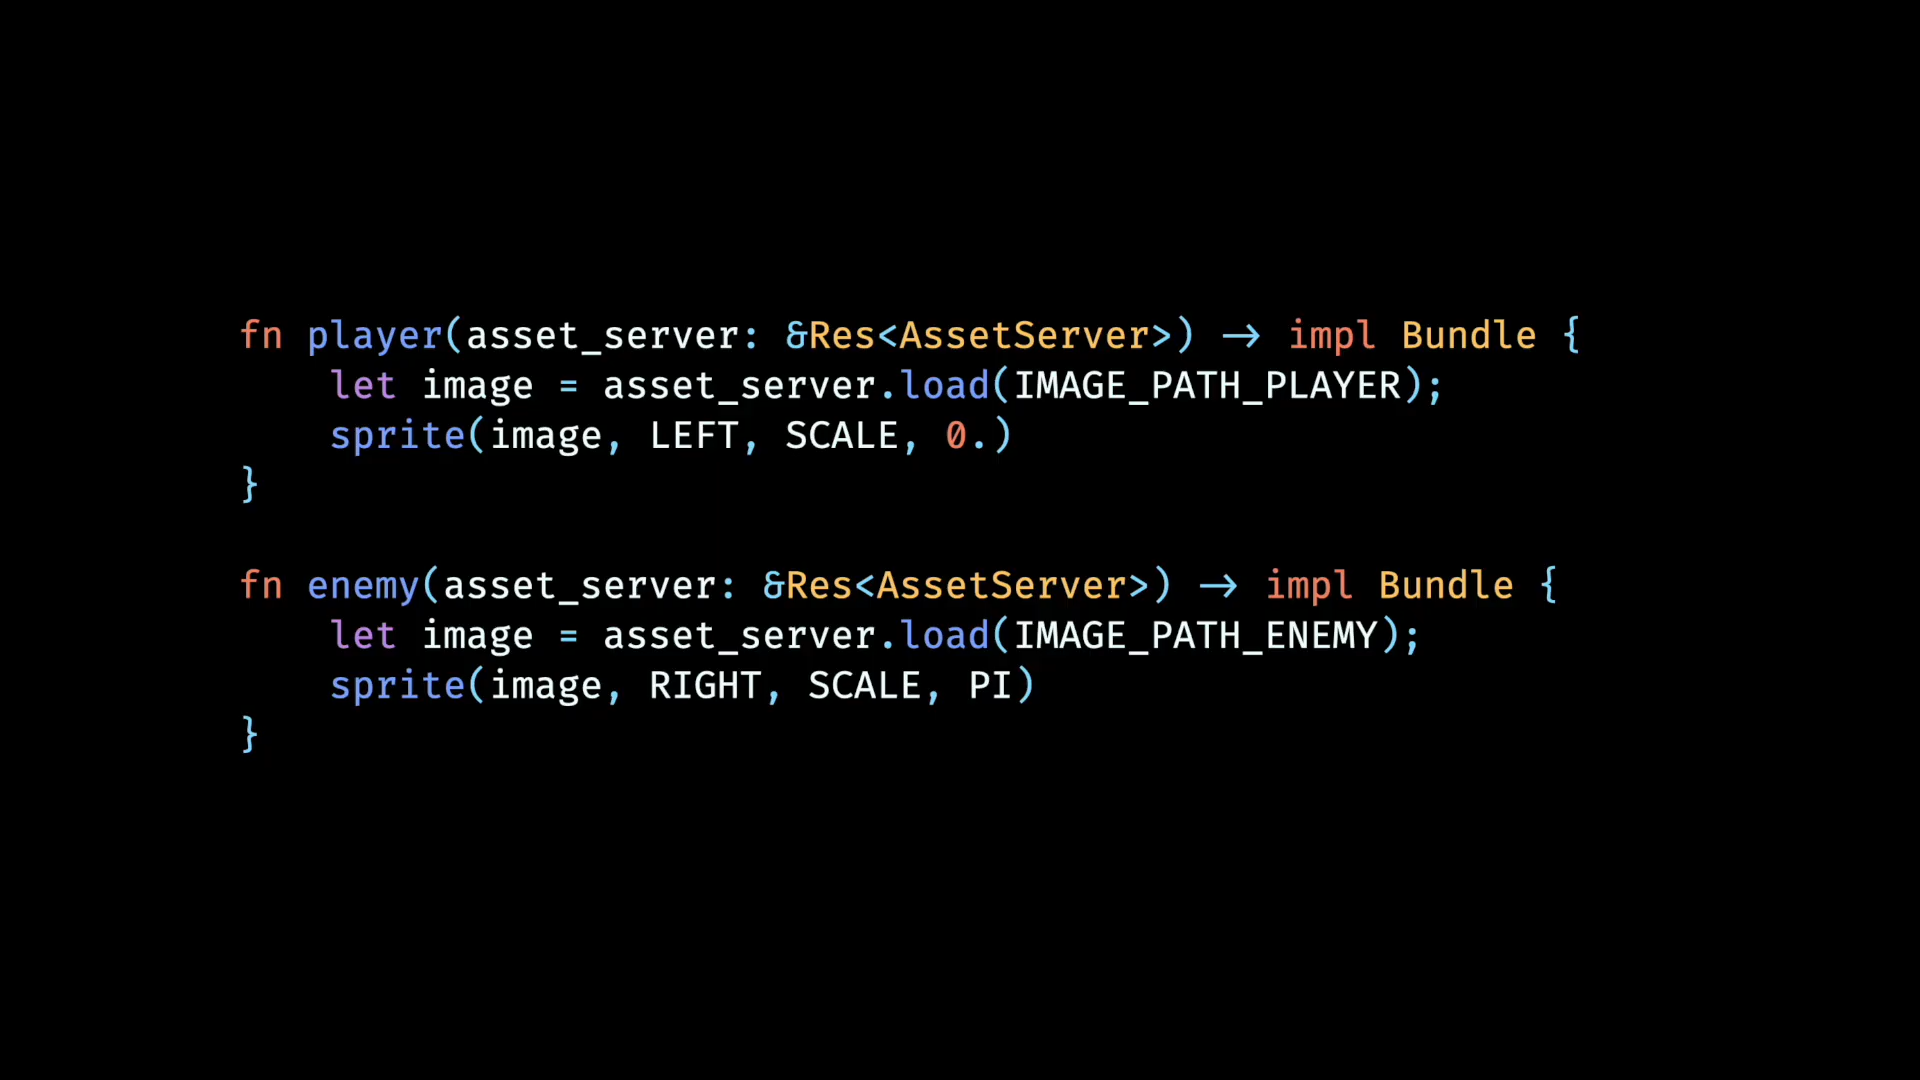 fn player(asset_server: &Res<AssetServer>) -> impl Bundle {
    let image = asset_server.load(IMAGE_PATH_PLAYER);
    sprite(image, LEFT, SCALE, 0.)
}

fn enemy(asset_server: &Res<AssetServer>) -> impl Bundle {
    let image = asset_server.load(IMAGE_PATH_ENEMY);
    sprite(image, RIGHT, SCALE, PI)
}